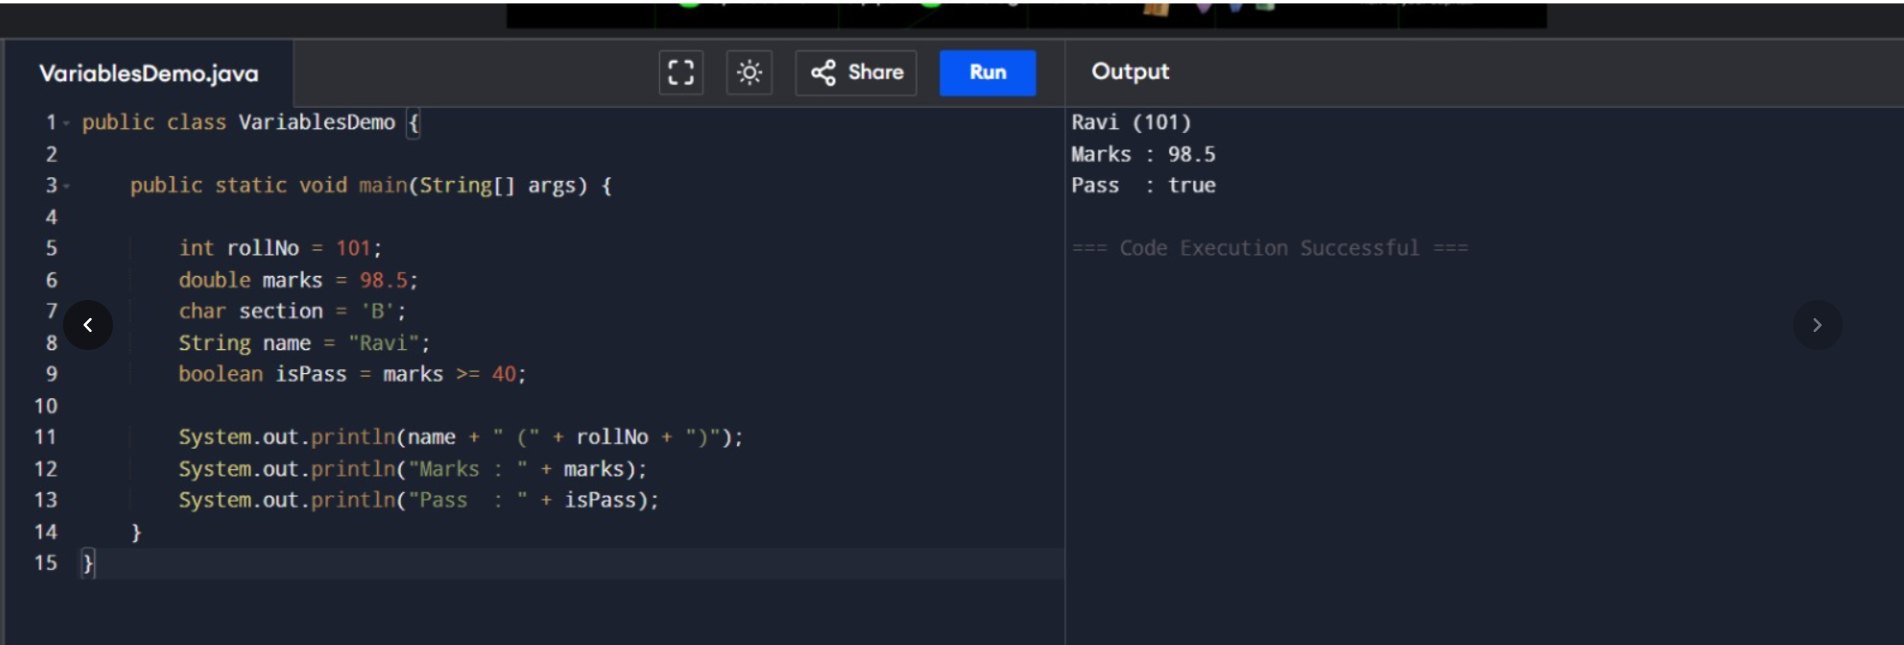 VariablesDemo.java
Share
Run
Output
1 public class VariablesDemo {
2
3     public static void main(String[] args) {
4
5         int rollNo = 101;
6         double marks = 98.5;
7         char section = 'B';
8         String name = "Ravi";
9         boolean isPass = marks >= 40;
10
11         System.out.println(name + " (" + rollNo + ")");
12         System.out.println("Marks : " + marks);
13         System.out.println("Pass  : " + isPass);
14     }
15 }
Ravi (101)
Marks : 98.5
Pass  : true
=== Code Execution Successful ===